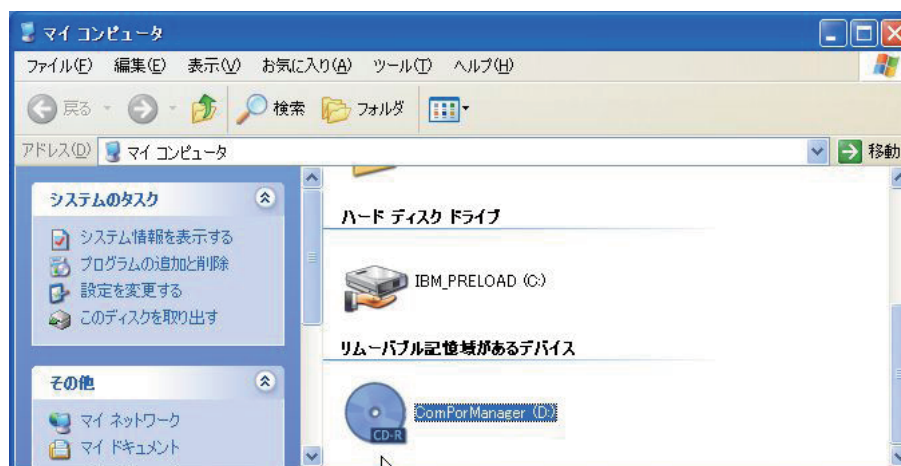 マイ コンピュータ
ファイル(F) 編集(E) 表示(V) お気に入り(A) ツール(T) ヘルプ(H)
戻る 検索 フォルダ
アドレス(D) マイ コンピュータ 移動
システムのタスク
システム情報を表示する
プログラムの追加と削除
設定を変更する
このディスクを取り出す
その他
マイ ネットワーク
マイ ドキュメント
ハード ディスク ドライブ
IBM_PRELOAD (C:)
リムーバブル記憶域があるデバイス
ComPorManager (D:)
CD-R